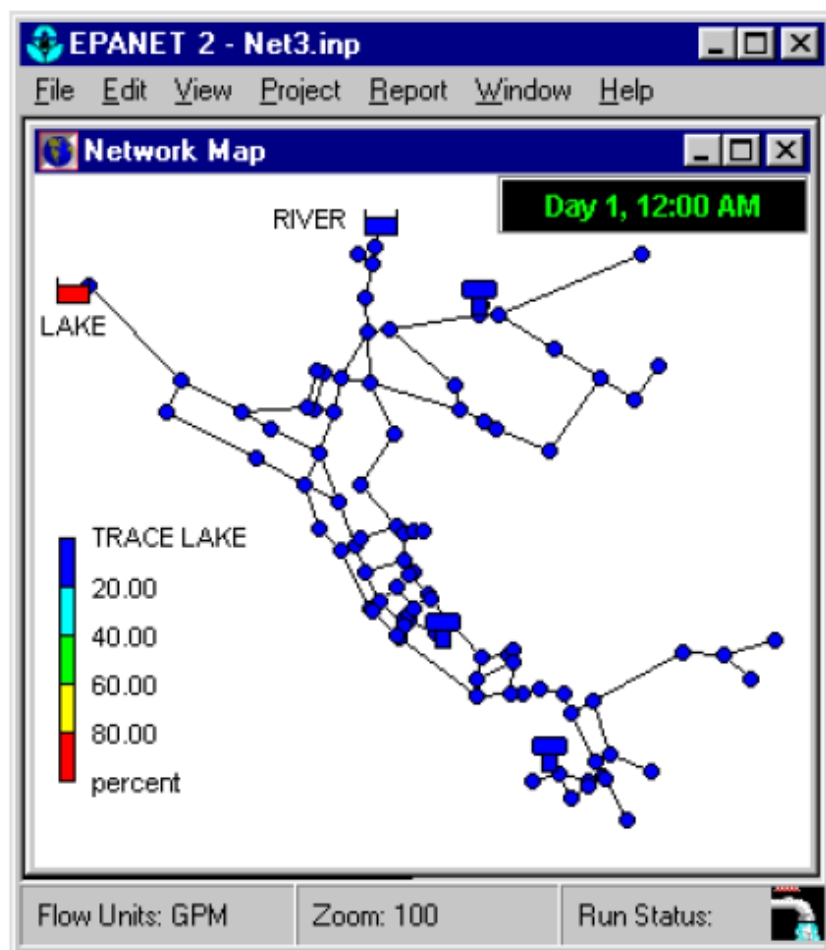 EPANET 2 - Net3.inp
File Edit View Project Report Window Help
Network Map
Day 1, 12:00 AM
RIVER
LAKE
TRACE LAKE
20.00
40.00
60.00
80.00
percent
Flow Units: GPM Zoom: 100 Run Status: